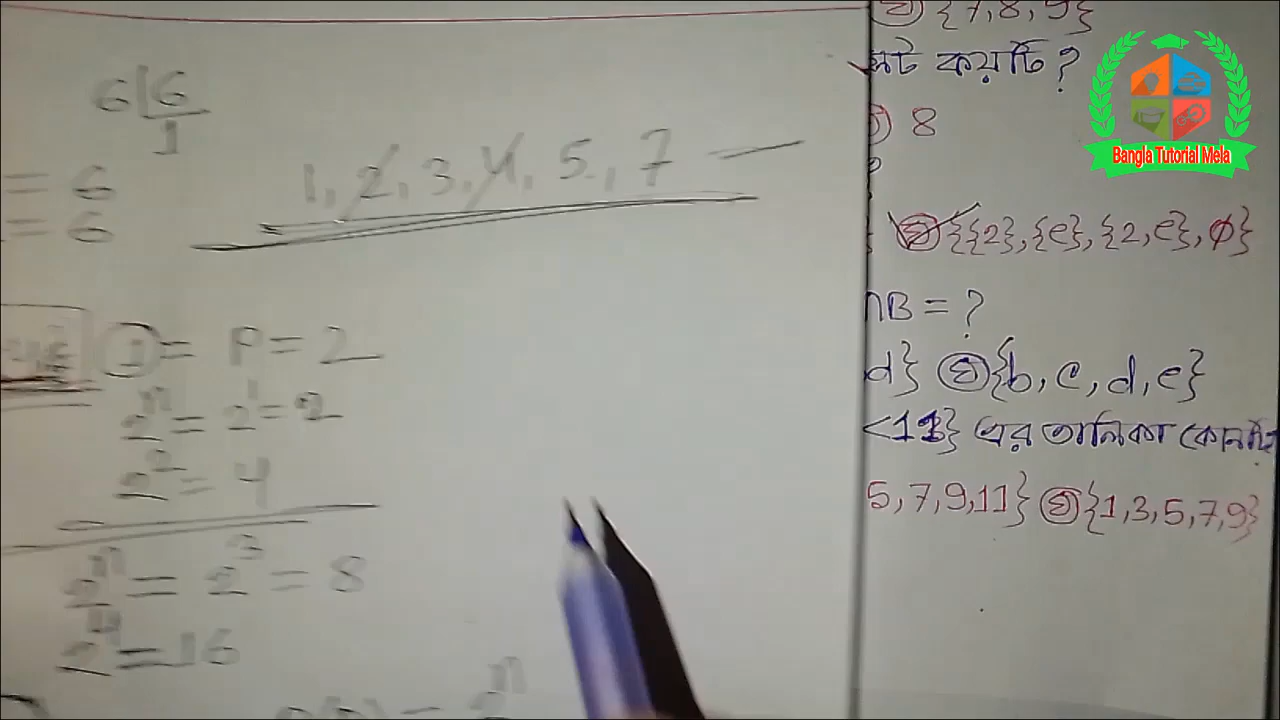 6 6
1
= 6
= 6
1, 2, 3, 4, 5, 7 —
1 = P = 2
2ⁿ = 2¹ = 2
2² = 4
2ⁿ = 2³ = 8
2⁴ = 16
= 2ⁿ
ঘ {7, 8, 9}
সেট কয়টি ?
8
ঘ {{2}, {e}, {2, e}, φ}
∩B = ?
d} ঘ {b, c, d, e}
<11} এর তালিকা কোনটি
5, 7, 9, 11} ঘ {1, 3, 5, 7, 9}
Bangla Tutorial Mela